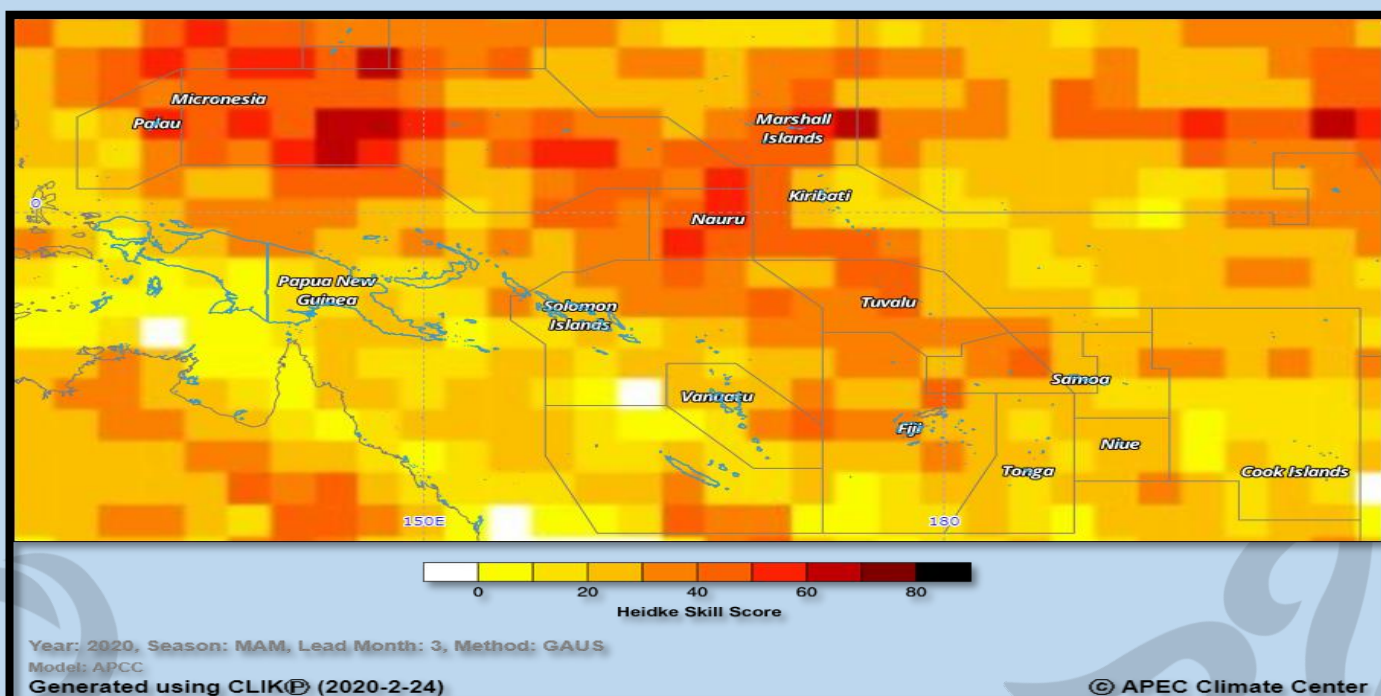 Micronesia
Palau
Marshall
Islands
Kiribati
0
Nauru
Papua New
Guinea
Solomon
Islands
Tuvalu
Samoa
Vanuatu
Fiji
Niue
Tonga
Cook Islands
150E
180
0
20
40
60
80
Heidke Skill Score
Year: 2020, Season: MAM, Lead Month: 3, Method: GAUS
Model: APCC
Generated using CLIKⓅ (2020-2-24)
© APEC Climate Center